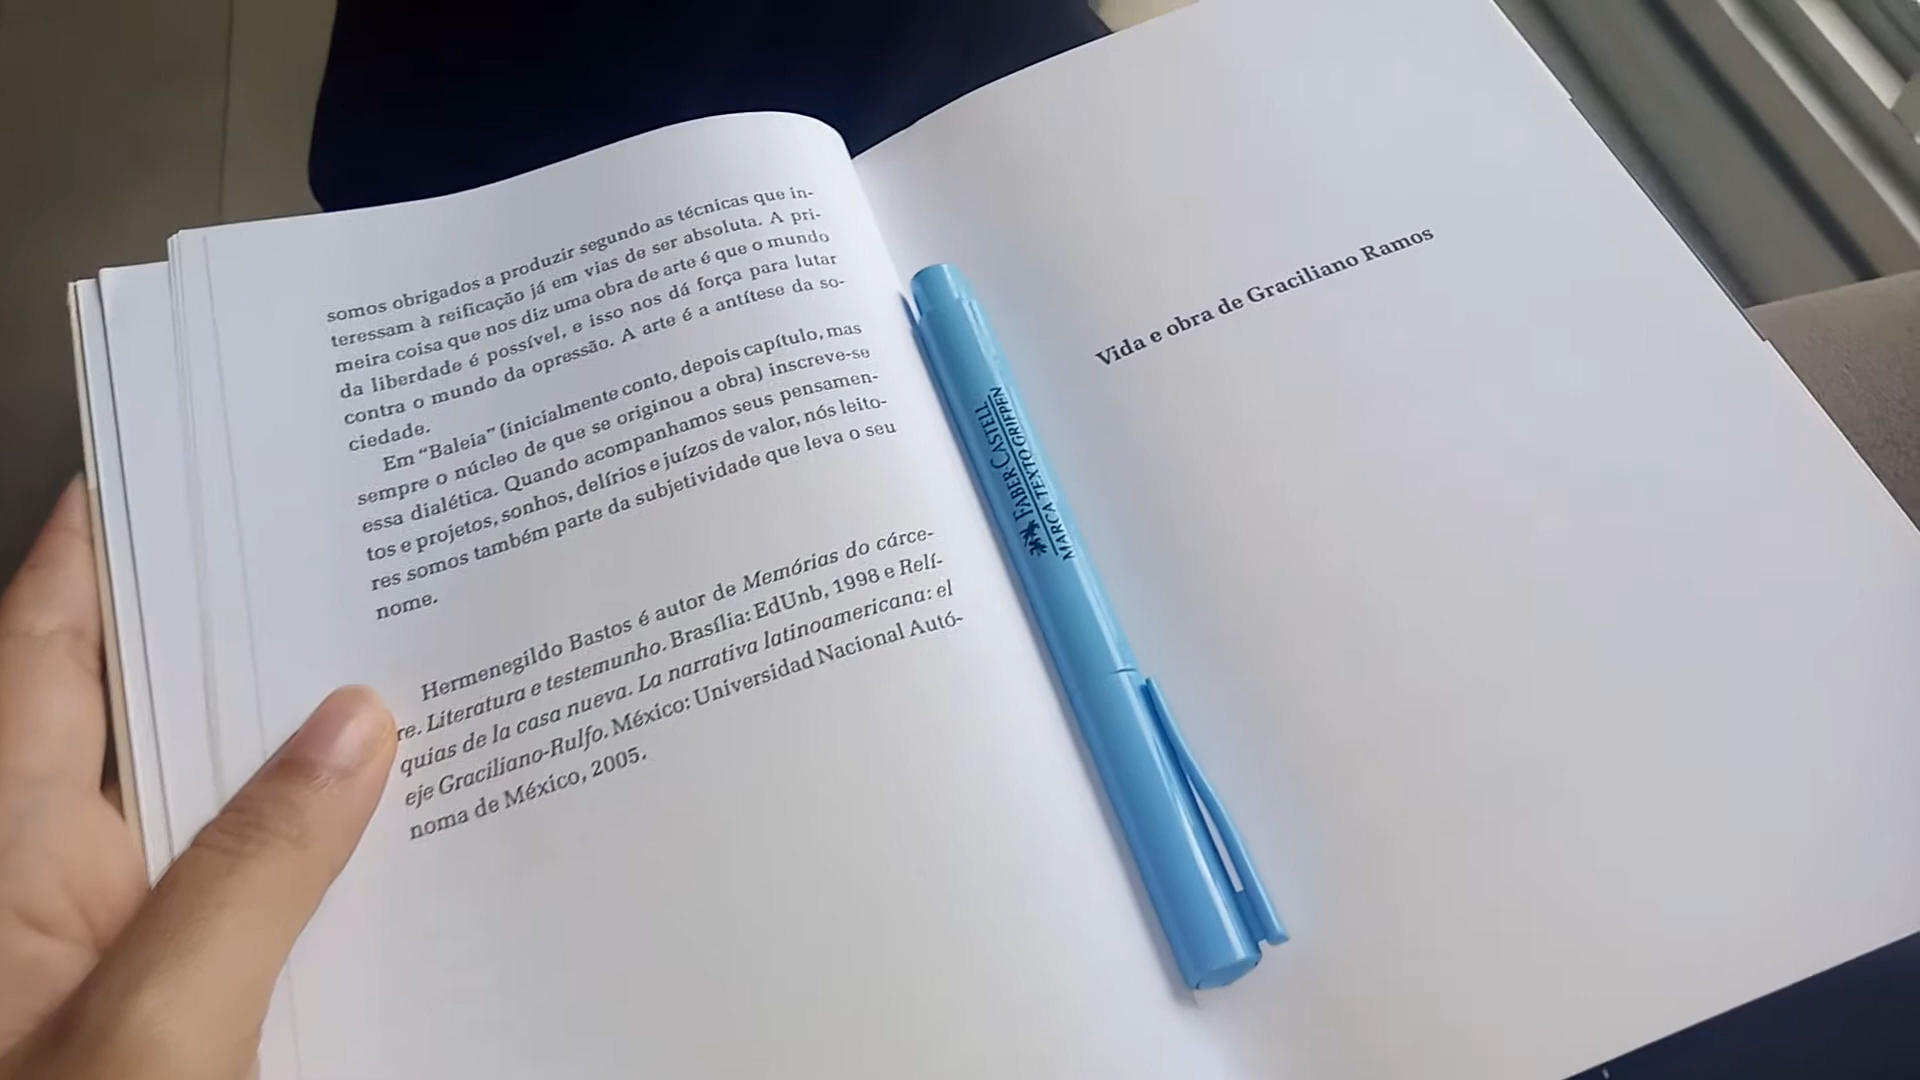 somos obrigados a produzir segundo as técnicas que in-
teressam à reificação já em vias de ser absoluta. A pri-
meira coisa que nos diz uma obra de arte é que o mundo
da liberdade é possível, e isso nos dá força para lutar
contra o mundo da opressão. A arte é a antítese da so-
ciedade.
Em “Baleia” (inicialmente conto, depois capítulo, mas
sempre o núcleo de que se originou a obra) inscreve-se
essa dialética. Quando acompanhamos seus pensamen-
tos e projetos, sonhos, delírios e juízos de valor, nós leito-
res somos também parte da subjetividade que leva o seu
nome.
Hermenegildo Bastos é autor de Memórias do cárce-
re. Literatura e testemunho. Brasília: EdUnb, 1998 e Relí-
quias de la casa nueva. La narrativa latinoamericana: el
eje Graciliano-Rulfo. México: Universidad Nacional Autó-
noma de México, 2005.
FABER CASTELL
MARCA TEXTO GRIFPEN
Vida e obra de Graciliano Ramos